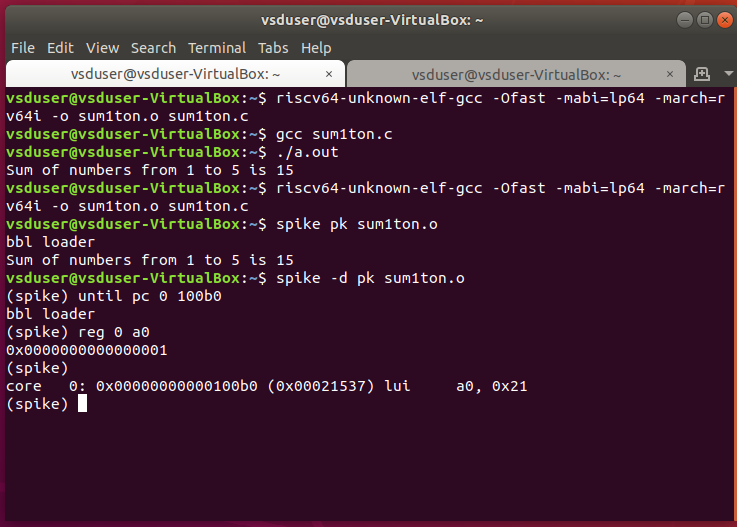 vsduser@vsduser-VirtualBox: ~
File Edit View Search Terminal Tabs Help
vsduser@vsduser-VirtualBox: ~ × vsduser@vsduser-VirtualBox: ~ ×
vsduser@vsduser-VirtualBox:~$ riscv64-unknown-elf-gcc -Ofast -mabi=lp64 -march=r
v64i -o sum1ton.o sum1ton.c
vsduser@vsduser-VirtualBox:~$ gcc sum1ton.c
vsduser@vsduser-VirtualBox:~$ ./a.out
Sum of numbers from 1 to 5 is 15
vsduser@vsduser-VirtualBox:~$ riscv64-unknown-elf-gcc -Ofast -mabi=lp64 -march=r
v64i -o sum1ton.o sum1ton.c
vsduser@vsduser-VirtualBox:~$ spike pk sum1ton.o
bbl loader
Sum of numbers from 1 to 5 is 15
vsduser@vsduser-VirtualBox:~$ spike -d pk sum1ton.o
(spike) until pc 0 100b0
bbl loader
(spike) reg 0 a0
0x0000000000000001
(spike)
core   0: 0x00000000000100b0 (0x00021537) lui     a0, 0x21
(spike)